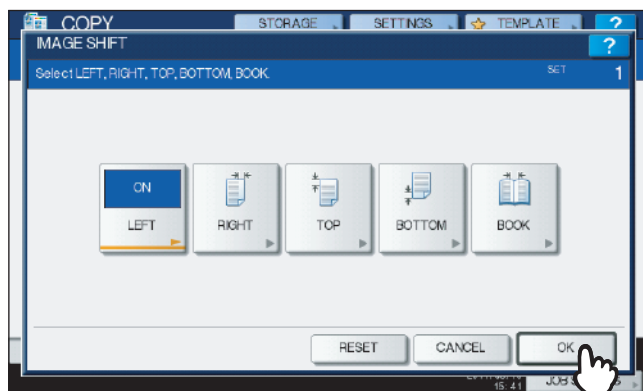 COPY STORAGE SETTINGS TEMPLATE ?
IMAGE SHIFT ?
Select LEFT, RIGHT, TOP, BOTTOM, BOOK. SET 1
ON
LEFT RIGHT TOP BOTTOM BOOK
RESET CANCEL OK
15:41